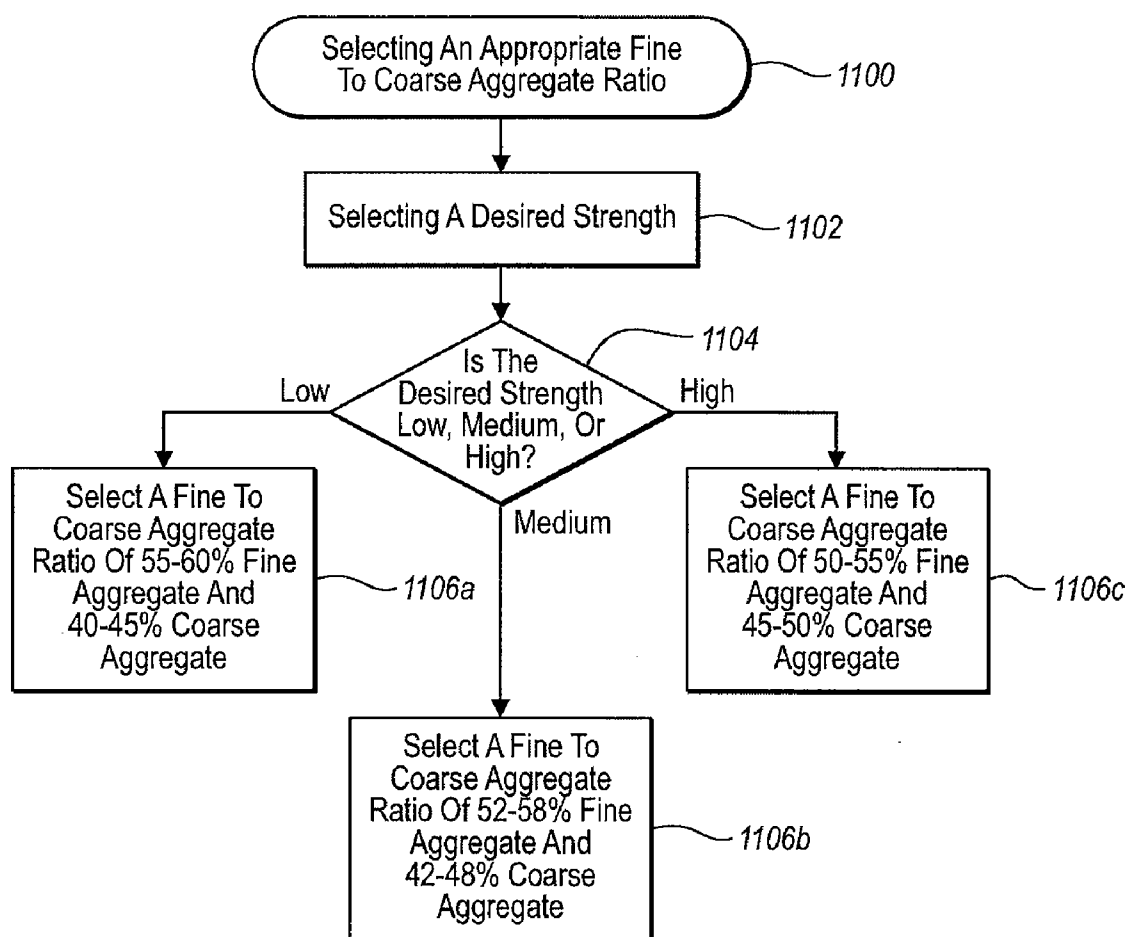 Selecting An Appropriate Fine
To Coarse Aggregate Ratio
1100
Selecting A Desired Strength
1102
1104
Is The
Desired Strength
Low, Medium, Or
High?
Low
High
Medium
Select A Fine To
Coarse Aggregate
Ratio Of 55-60% Fine
Aggregate And
40-45% Coarse
Aggregate
1106a
Select A Fine To
Coarse Aggregate
Ratio Of 50-55% Fine
Aggregate And
45-50% Coarse
Aggregate
1106c
Select A Fine To
Coarse Aggregate
Ratio Of 52-58% Fine
Aggregate And
42-48% Coarse
Aggregate
1106b